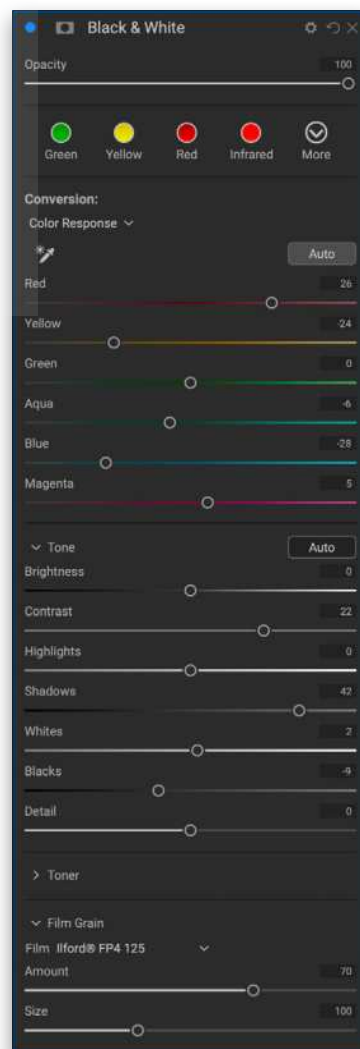 Black & White
Opacity 100
Green Yellow Red Infrared More
Conversion:
Color Response
Auto
Red 26
Yellow -24
Green 0
Aqua -6
Blue -28
Magenta 5
Tone Auto
Brightness 0
Contrast 22
Highlights 0
Shadows 42
Whites 2
Blacks -9
Detail 0
Toner
Film Grain
Film Ilford® FP4 125
Amount 70
Size 100